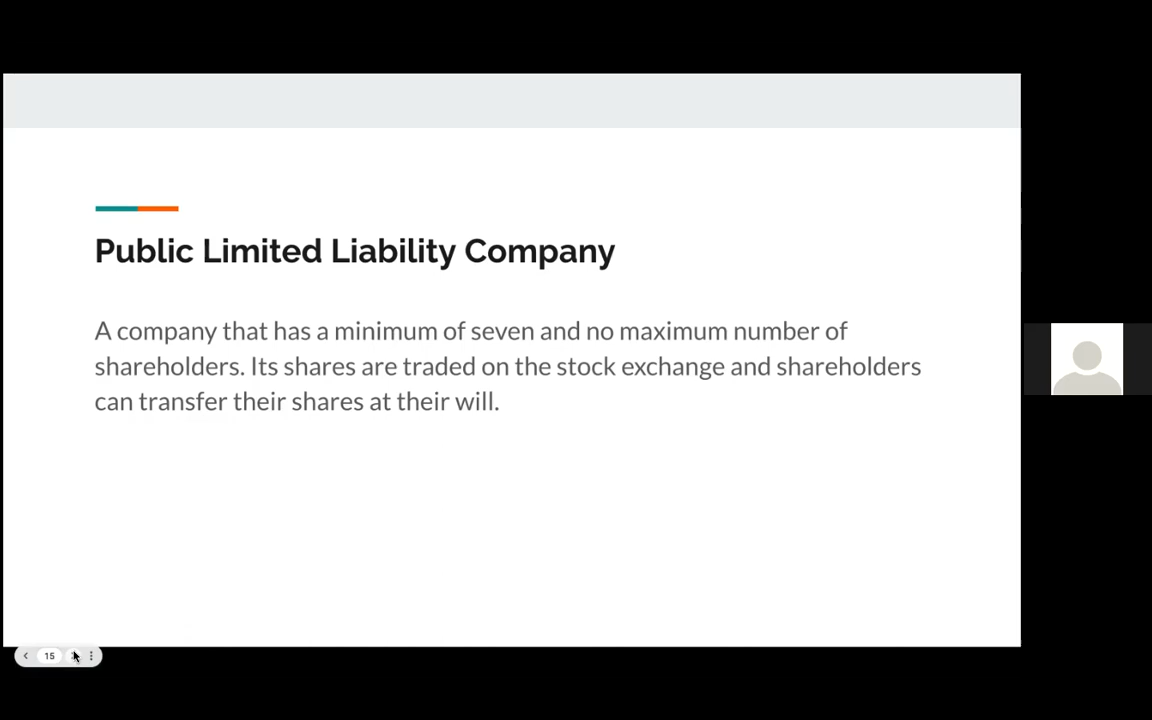 Public Limited Liability Company
A company that has a minimum of seven and no maximum number of
shareholders. Its shares are traded on the stock exchange and shareholders
can transfer their shares at their will.
15